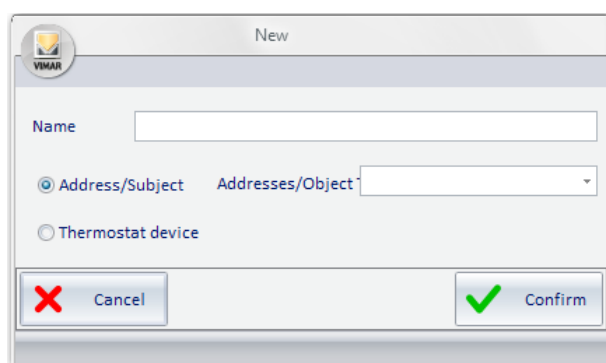 New
VIMAR
Name
Address/Subject Addresses/Object
Thermostat device
Cancel Confirm